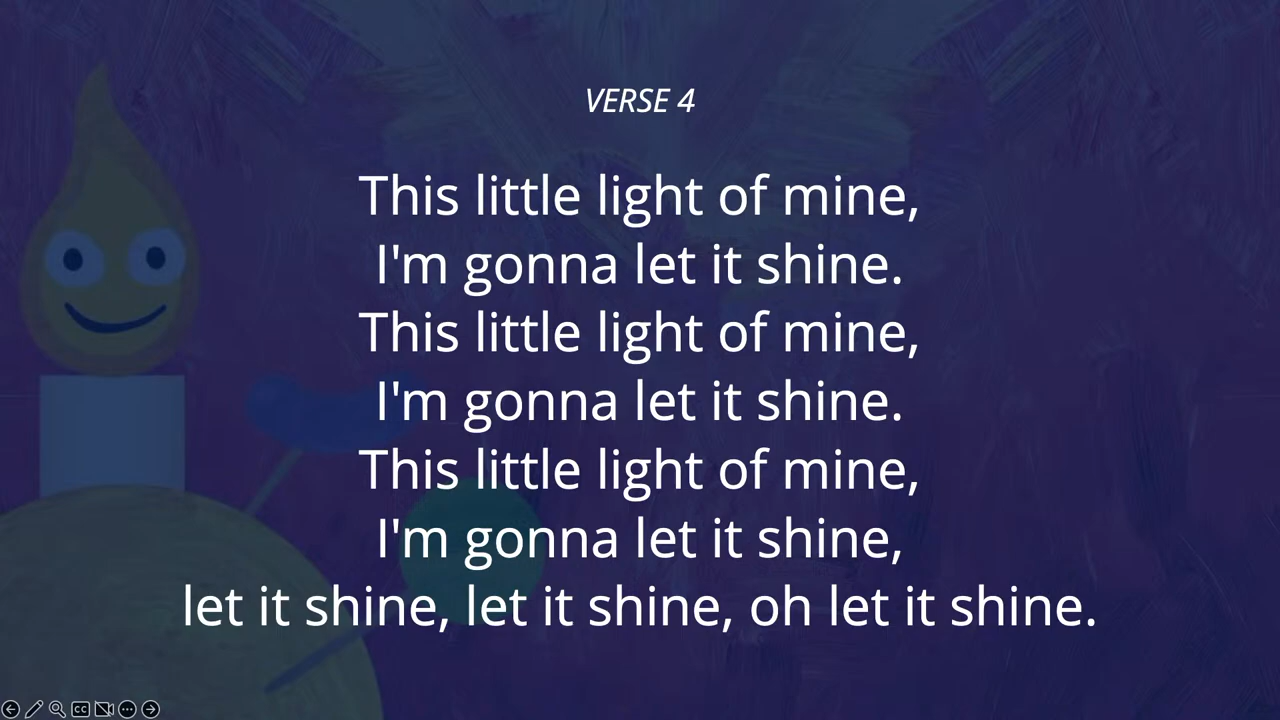 VERSE 4
This little light of mine,
I'm gonna let it shine.
This little light of mine,
I'm gonna let it shine.
This little light of mine,
I'm gonna let it shine,
let it shine, let it shine, oh let it shine.
CC